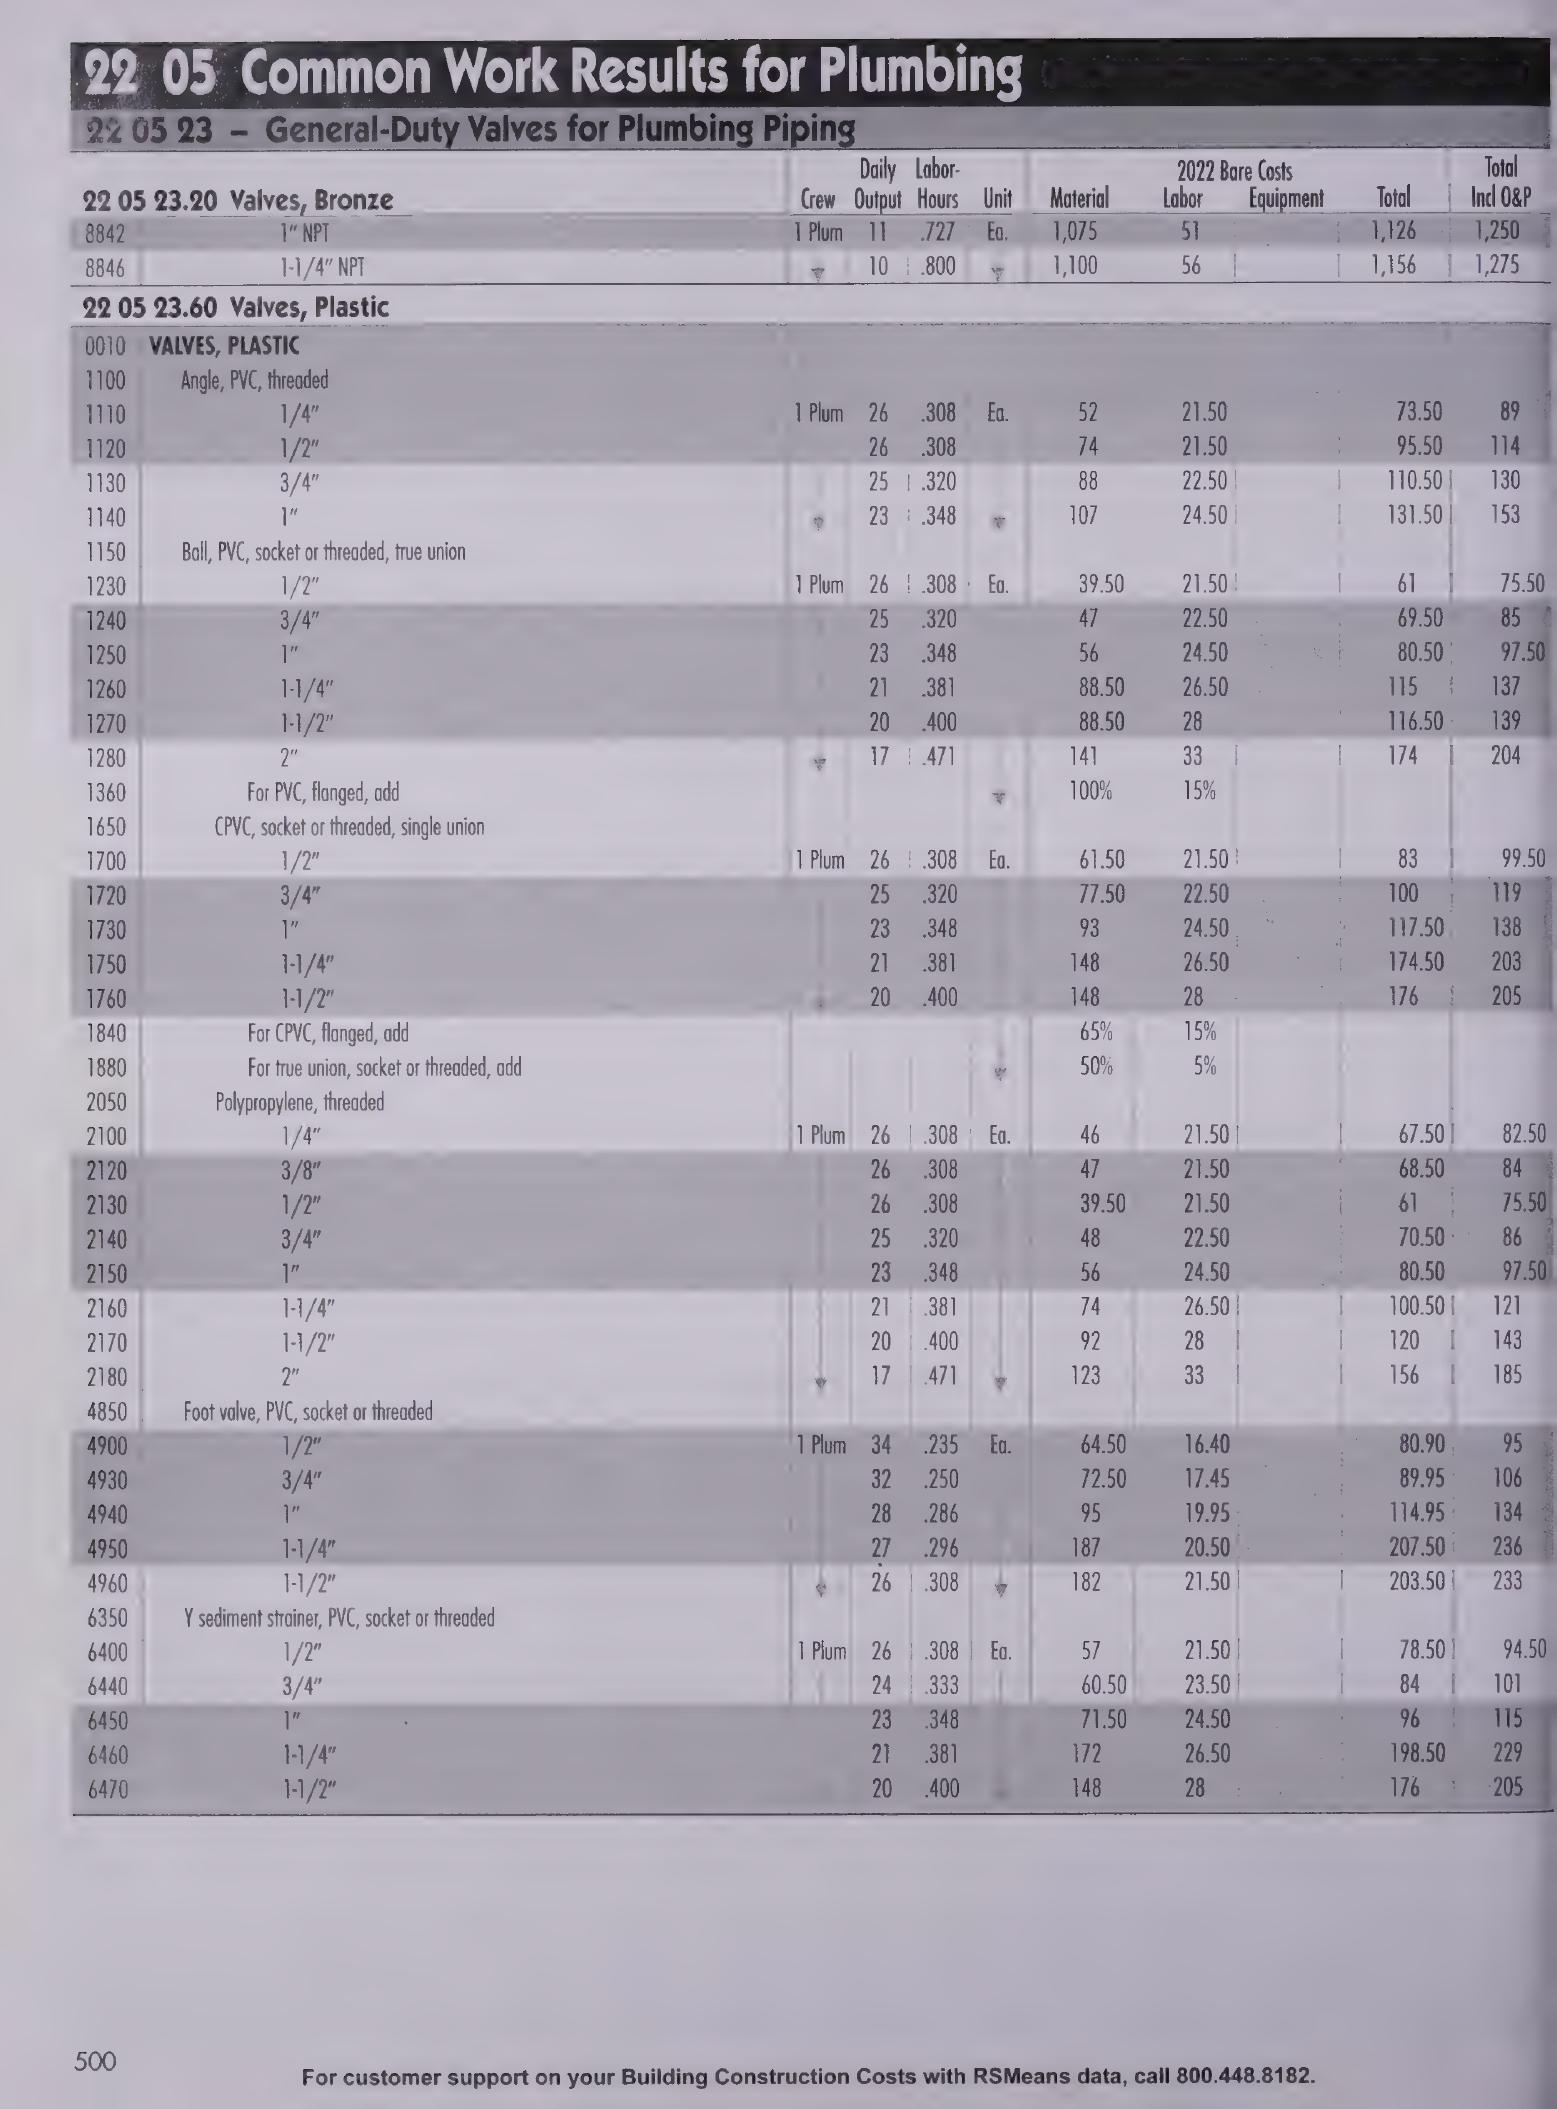 22 05 Common Work Results for Plumbing
22 05 23 – General-Duty Valves for Plumbing Piping
Daily Labor- 2022 Bare Costs Total
22 05 23.20 Valves, Bronze Crew Output Hours Unit Material Labor Equipment Total Incl O&P
8842 1" NPT 1 Plum 11 .727 Ea. 1,075 51 1,126 1,250
8846 1-1/4" NPT 10 .800 1,100 56 1,156 1,275
22 05 23.60 Valves, Plastic
0010 VALVES, PLASTIC
1100 Angle, PVC, threaded
1110 1/4" 1 Plum 26 .308 Ea. 52 21.50 73.50 89
1120 1/2" 26 .308 74 21.50 95.50 114
1130 3/4" 25 .320 88 22.50 110.50 130
1140 1" 23 .348 107 24.50 131.50 153
1150 Ball, PVC, socket or threaded, true union
1230 1/2" 1 Plum 26 .308 Ea. 39.50 21.50 61 75.50
1240 3/4" 25 .320 47 22.50 69.50 85
1250 1" 23 .348 56 24.50 80.50 97.50
1260 1-1/4" 21 .381 88.50 26.50 115 137
1270 1-1/2" 20 .400 88.50 28 116.50 139
1280 2" 17 .471 141 33 174 204
1360 For PVC, flanged, add 100% 15%
1650 CPVC, socket or threaded, single union
1700 1/2" 1 Plum 26 .308 Ea. 61.50 21.50 83 99.50
1720 3/4" 25 .320 77.50 22.50 100 119
1730 1" 23 .348 93 24.50 117.50 138
1750 1-1/4" 21 .381 148 26.50 174.50 203
1760 1-1/2" 20 .400 148 28 176 205
1840 For CPVC, flanged, add 65% 15%
1880 For true union, socket or threaded, add 50% 5%
2050 Polypropylene, threaded
2100 1/4" 1 Plum 26 .308 Ea. 46 21.50 67.50 82.50
2120 3/8" 26 .308 47 21.50 68.50 84
2130 1/2" 26 .308 39.50 21.50 61 75.50
2140 3/4" 25 .320 48 22.50 70.50 86
2150 1" 23 .348 56 24.50 80.50 97.50
2160 1-1/4" 21 .381 74 26.50 100.50 121
2170 1-1/2" 20 .400 92 28 120 143
2180 2" 17 .471 123 33 156 185
4850 Foot valve, PVC, socket or threaded
4900 1/2" 1 Plum 34 .235 Ea. 64.50 16.40 80.90 95
4930 3/4" 32 .250 72.50 17.45 89.95 106
4940 1" 28 .286 95 19.95 114.95 134
4950 1-1/4" 27 .296 187 20.50 207.50 236
4960 1-1/2" 26 .308 182 21.50 203.50 233
6350 Y sediment strainer, PVC, socket or threaded
6400 1/2" 1 Plum 26 .308 Ea. 57 21.50 78.50 94.50
6440 3/4" 24 .333 60.50 23.50 84 101
6450 1" 23 .348 71.50 24.50 96 115
6460 1-1/4" 21 .381 172 26.50 198.50 229
6470 1-1/2" 20 .400 148 28 176 205
500
For customer support on your Building Construction Costs with RSMeans data, call 800.448.8182.